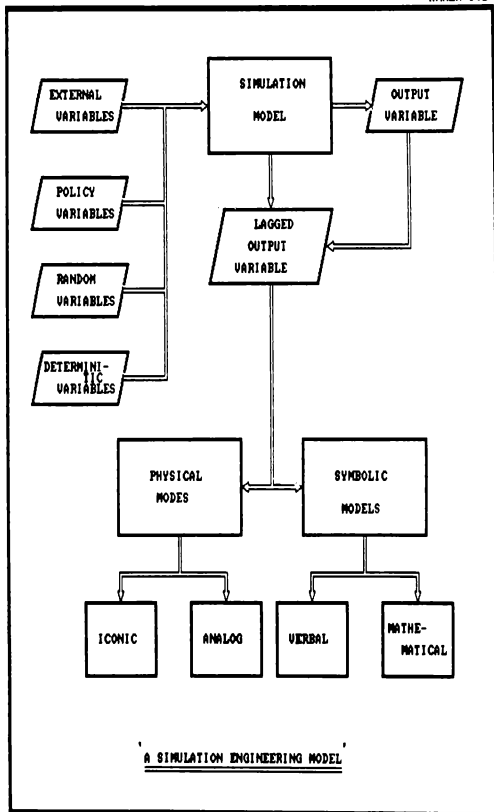 EXTERNAL
VARIABLES
SIMULATION
MODEL
OUTPUT
VARIABLE
POLICY
VARIABLES
LAGGED
OUTPUT
VARIABLE
RANDOM
VARIABLES
DETERMINI-
TIC
VARIABLES
PHYSICAL
MODES
SYMBOLIC
MODELS
ICONIC
ANALOG
VERBAL
MATHE-
MATICAL
'A SIMULATION ENGINEERING MODEL'